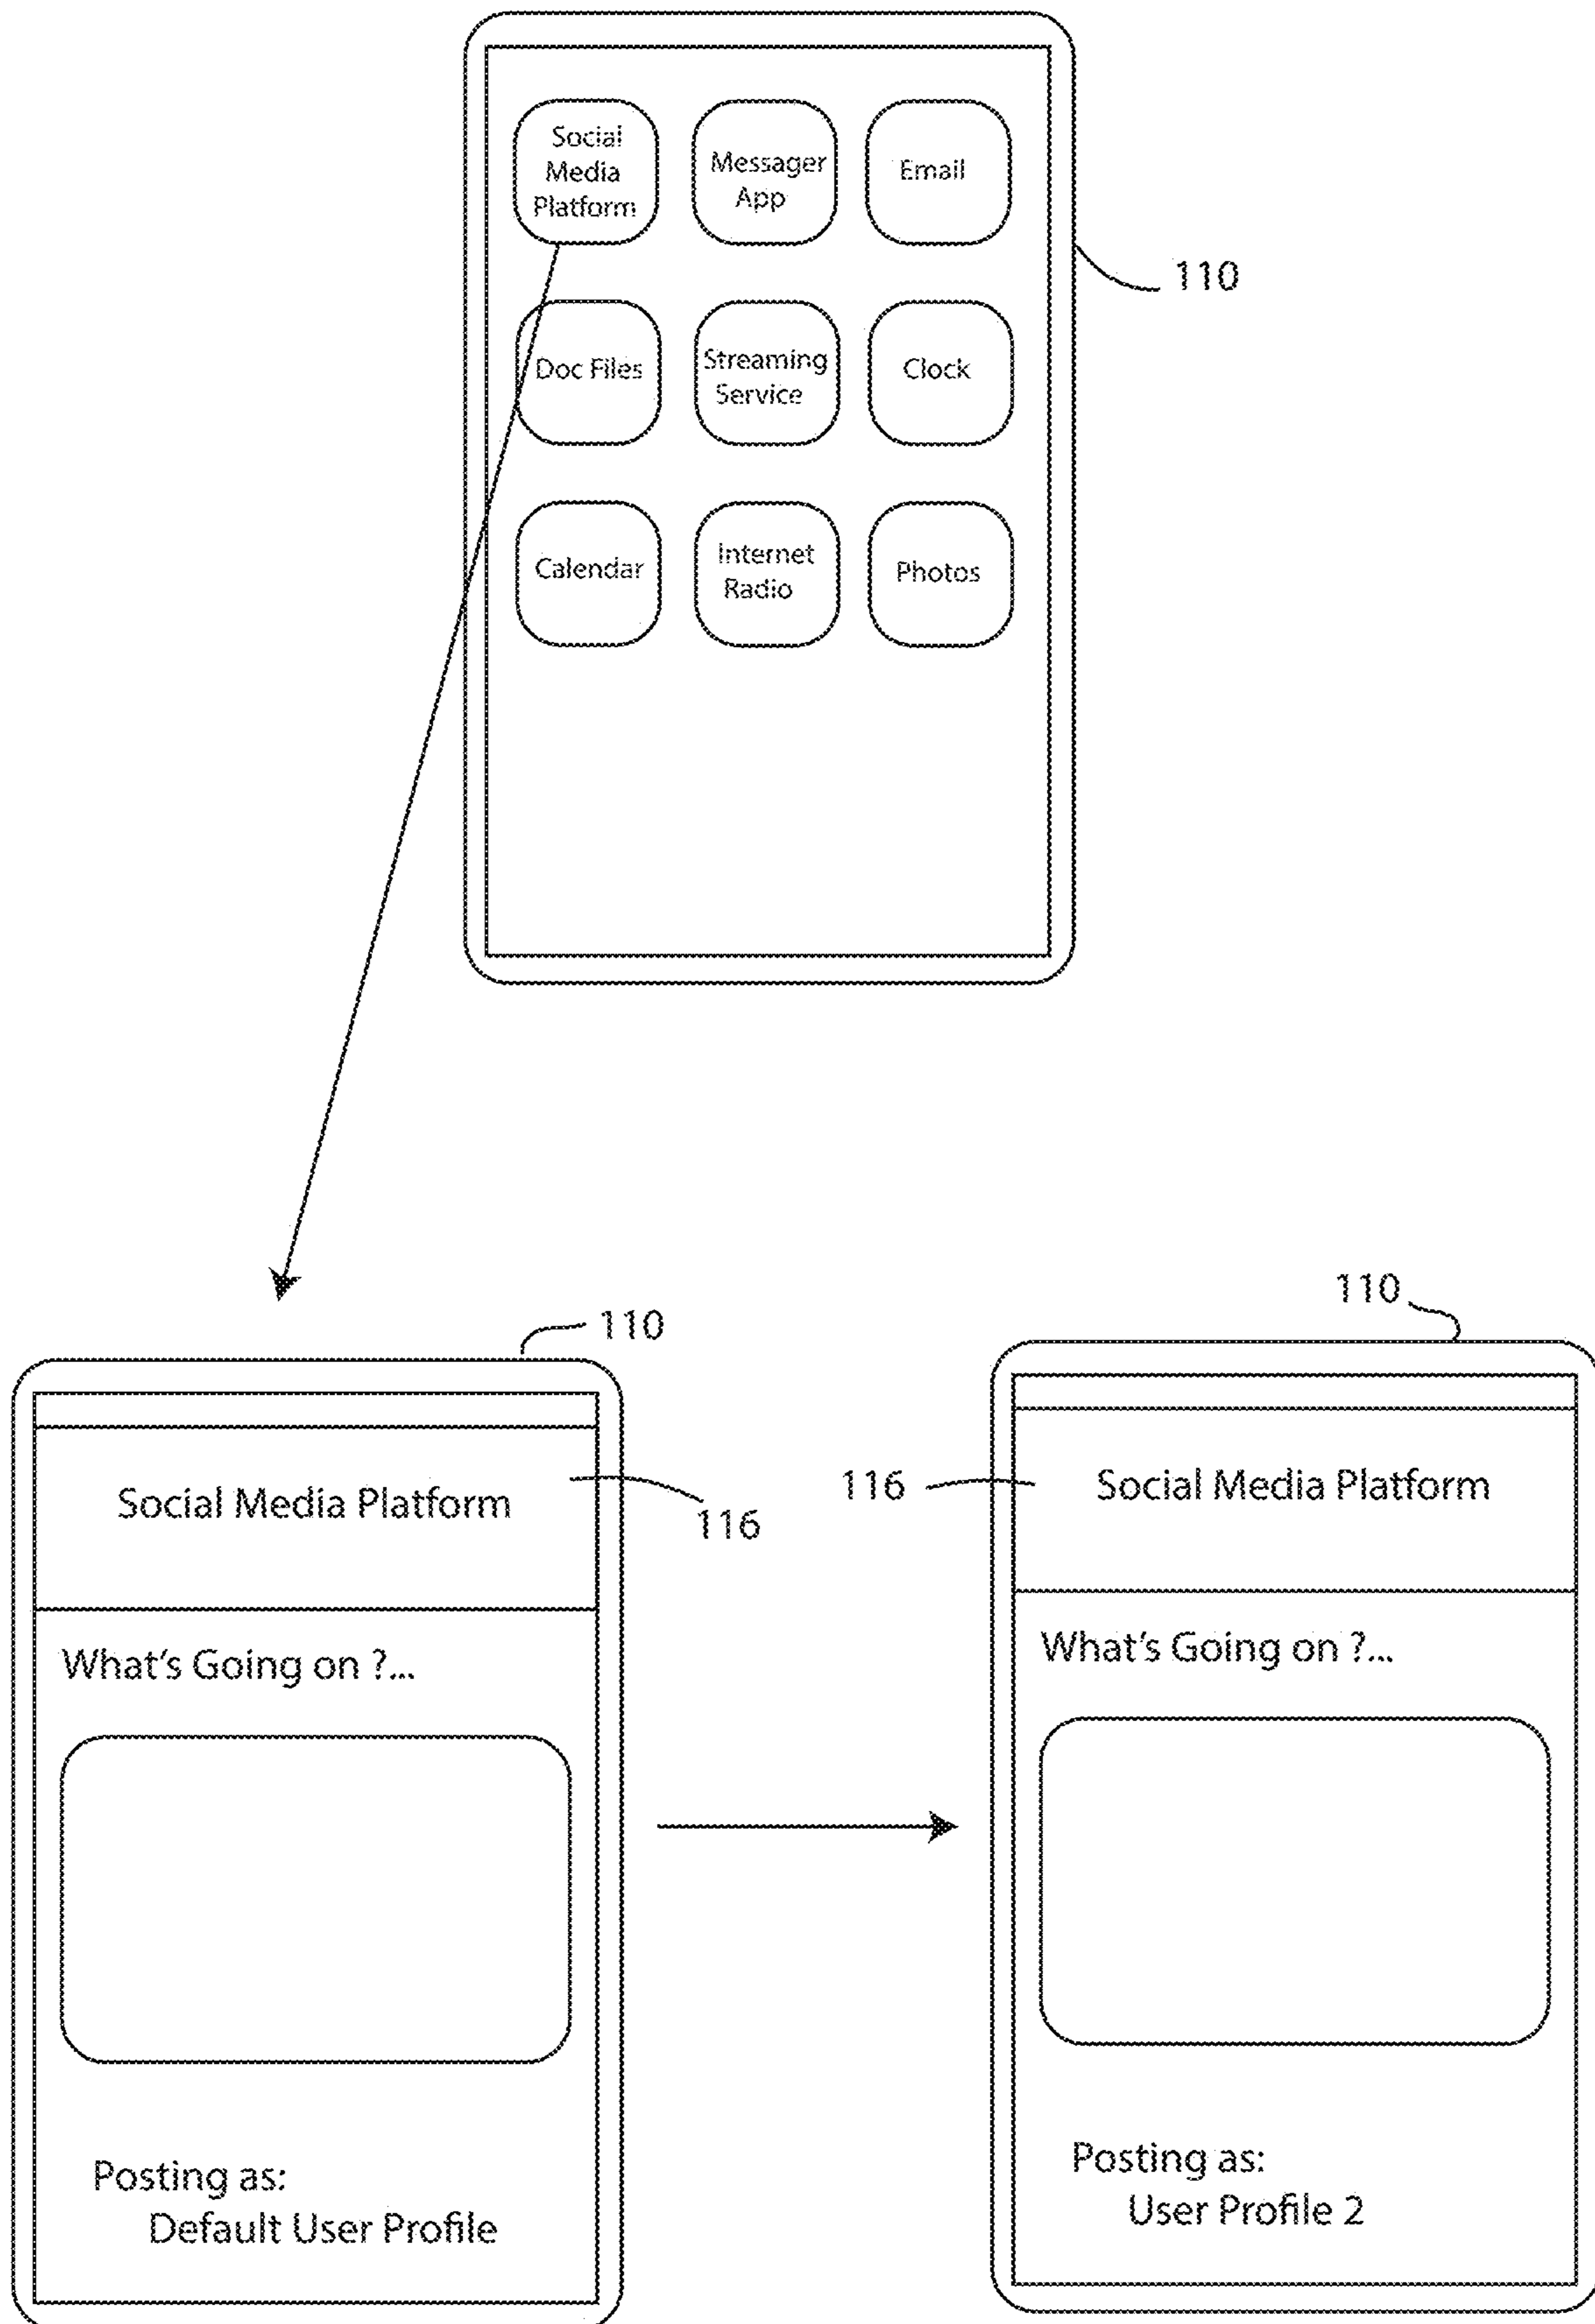 Social
Media
Platform
Messager
App
Email
110
Doc Files
Streaming
Service
Clock
Calendar
Internet
Radio
Photos
110
Social Media Platform
116
What's Going on ?...
Posting as:
Default User Profile
110
116
Social Media Platform
What's Going on ?...
Posting as:
User Profile 2